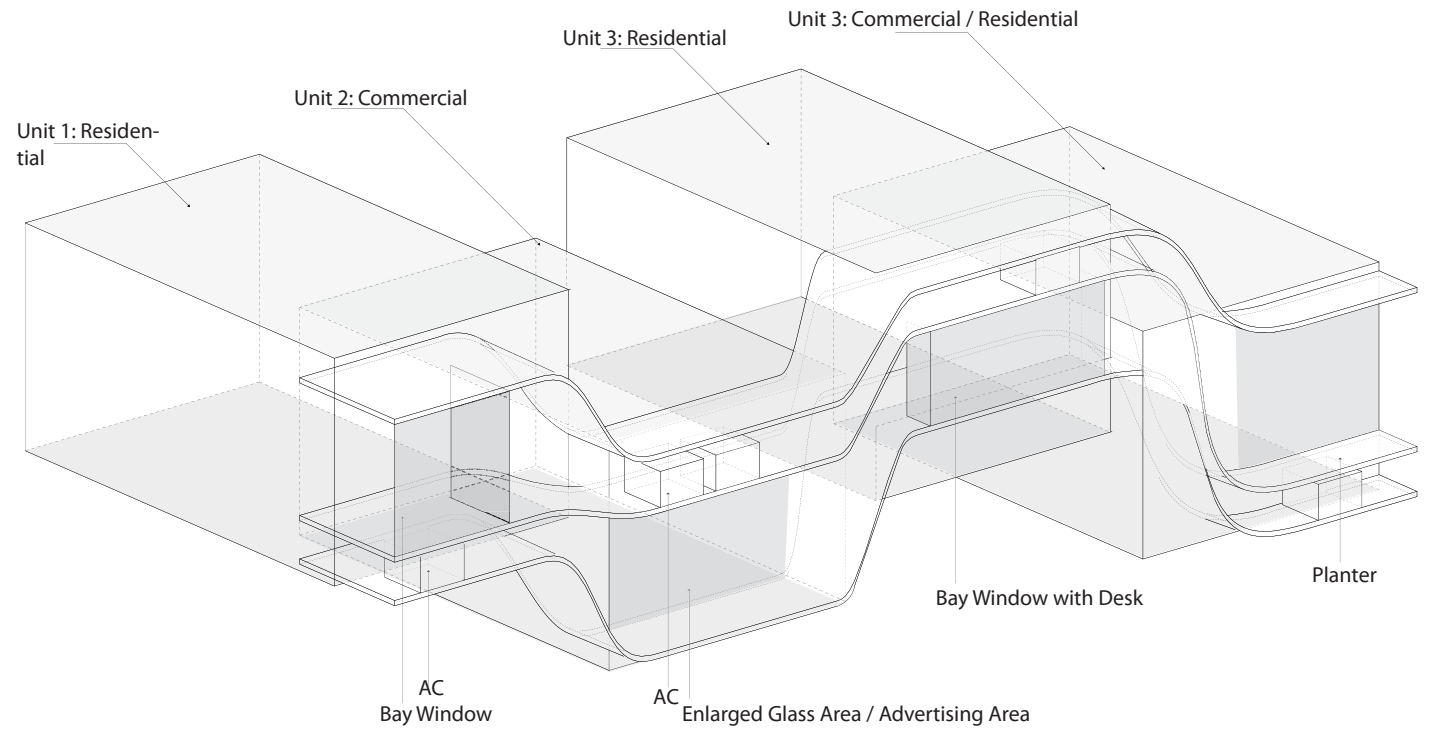 Unit 3: Commercial / Residential
Unit 3: Residential
Unit 2: Commercial
Unit 1: Residen-
tial
Planter
Bay Window with Desk
AC
AC
Bay Window
Enlarged Glass Area / Advertising Area